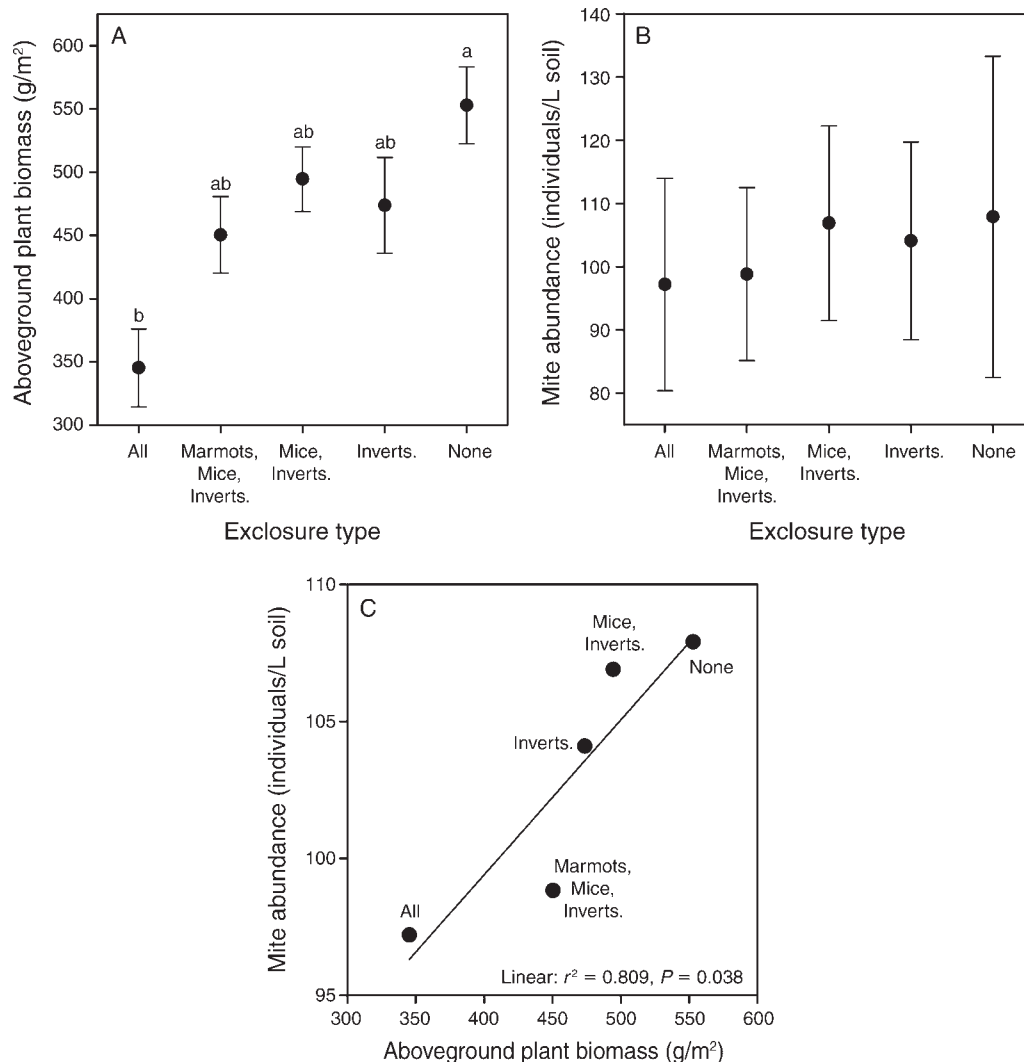 A
Aboveground plant biomass (g/m²)
600
550
500
450
400
350
300
b
ab
ab
ab
a
All
Marmots,
Mice,
Inverts.
Mice,
Inverts.
Inverts.
None
Exclosure type
B
Mite abundance (individuals/L soil)
140
130
120
110
100
90
80
All
Marmots,
Mice,
Inverts.
Mice,
Inverts.
Inverts.
None
Exclosure type
C
Mite abundance (individuals/L soil)
110
105
100
95
Mice,
Inverts.
None
Inverts.
Marmots,
Mice,
Inverts.
All
Linear: r² = 0.809, P = 0.038
300
350
400
450
500
550
600
Aboveground plant biomass (g/m²)